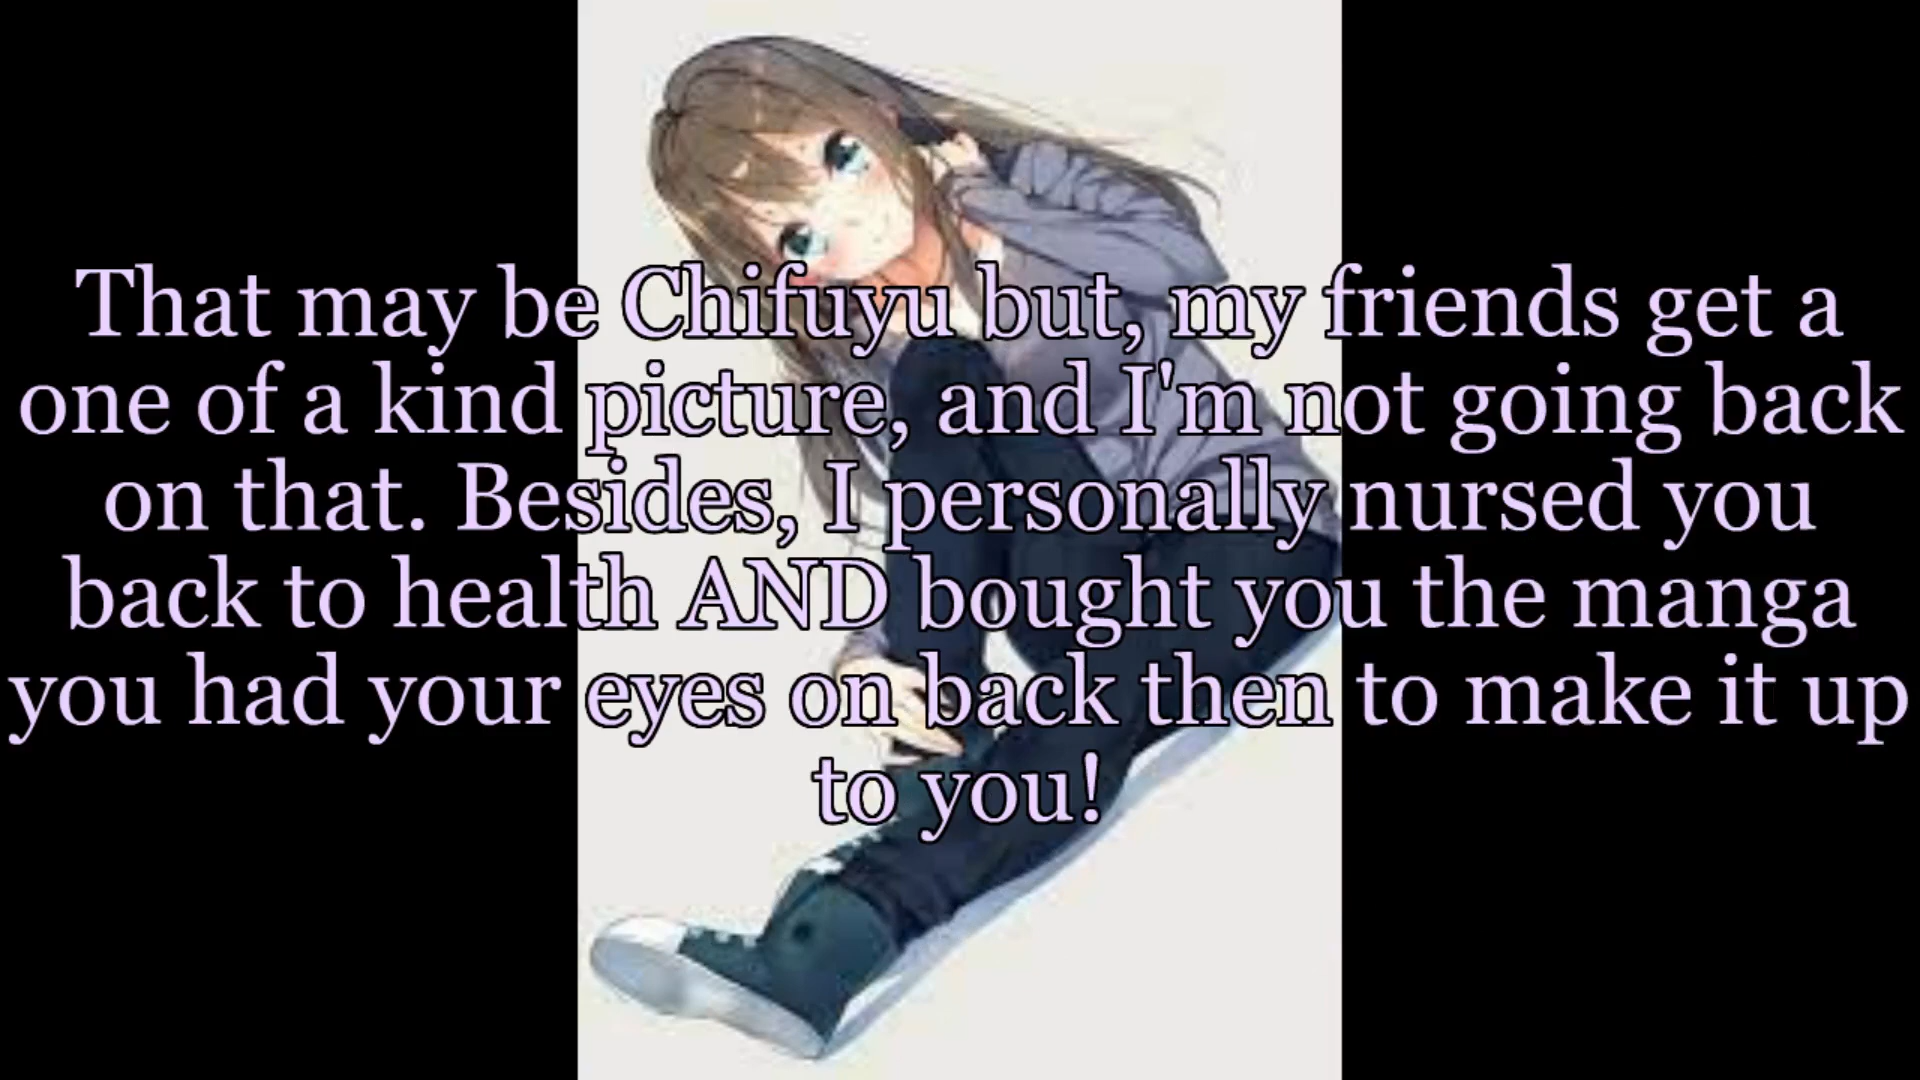 That may be Chifuyu but, my friends get a
one of a kind picture, and I'm not going back
on that. Besides, I personally nursed you
back to health AND bought you the manga
you had your eyes on back then to make it up
to you!